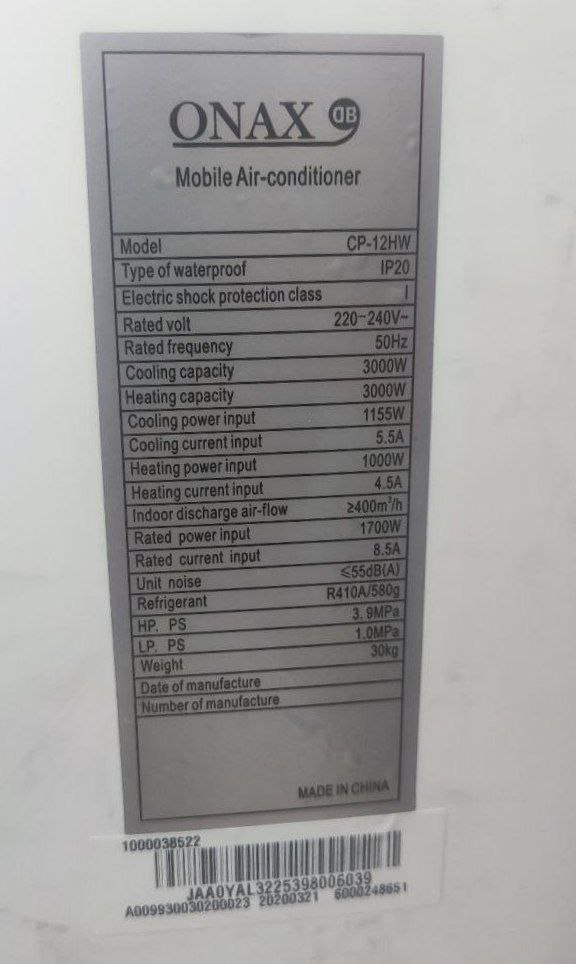 ONAX DB
Mobile Air-conditioner
Model CP-12HW
Type of waterproof IP20
Electric shock protection class I
Rated volt 220~240V~
Rated frequency 50Hz
Cooling capacity 3000W
Heating capacity 3000W
Cooling power input 1155W
Cooling current input 5.5A
Heating power input 1000W
Heating current input 4.5A
Indoor discharge air-flow ≥400m³/h
Rated power input 1700W
Rated current input 8.5A
Unit noise ≤55dB(A)
Refrigerant R410A/580g
HP. PS 3.9MPa
LP. PS 1.0MPa
Weight 30kg
Date of manufacture
Number of manufacture
MADE IN CHINA
1000038522
JAA0YAL3225398006039
A009930030200023 20200321 6000248651